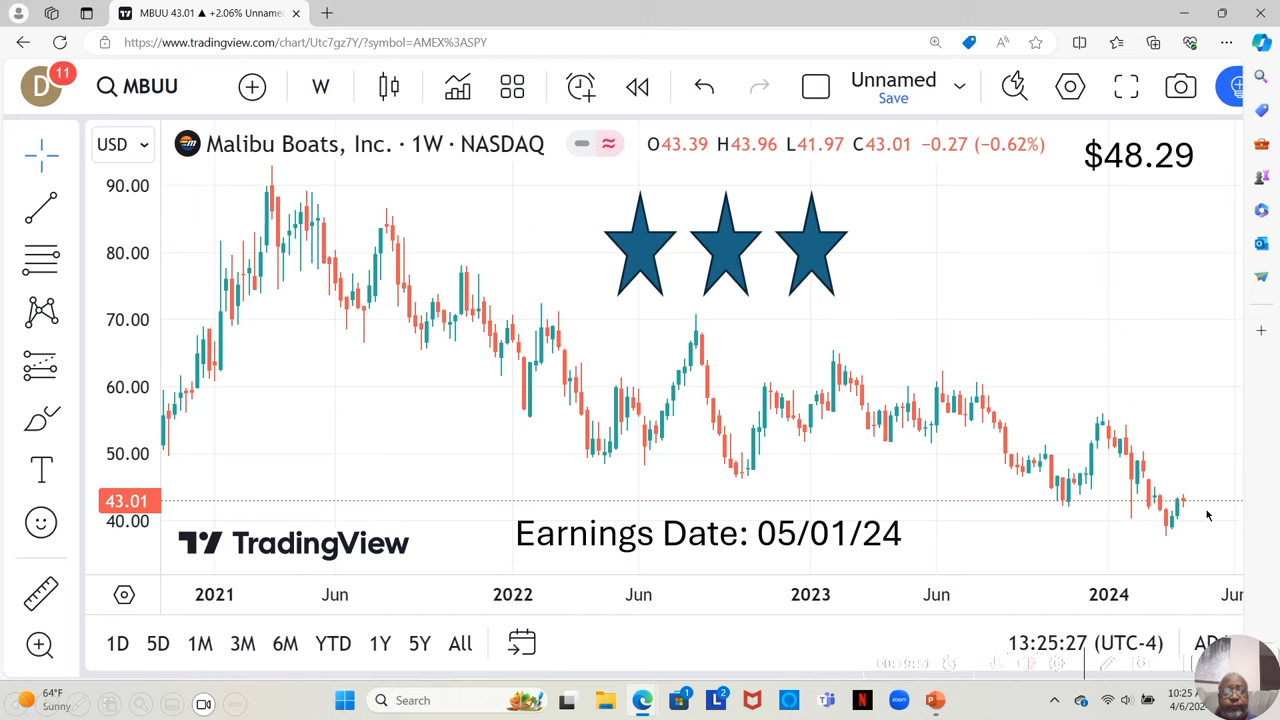 MBUU 43.01 ▲ +2.06% Unname
https://www.tradingview.com/chart/Utc7gz7Y/?symbol=AMEX%3ASPY
D
11
MBUU
W
Unnamed
Save
USD
Malibu Boats, Inc. · 1W · NASDAQ
O43.39 H43.96 L41.97 C43.01 −0.27 (−0.62%)
$48.29
90.00
80.00
70.00
60.00
50.00
43.01
40.00
TradingView
Earnings Date: 05/01/24
2021
Jun
2022
Jun
2023
Jun
2024
1D 5D 1M 3M 6M YTD 1Y 5Y All
13:25:27 (UTC-4)
64°F
Sunny
Search
1
2
zoom
10:25